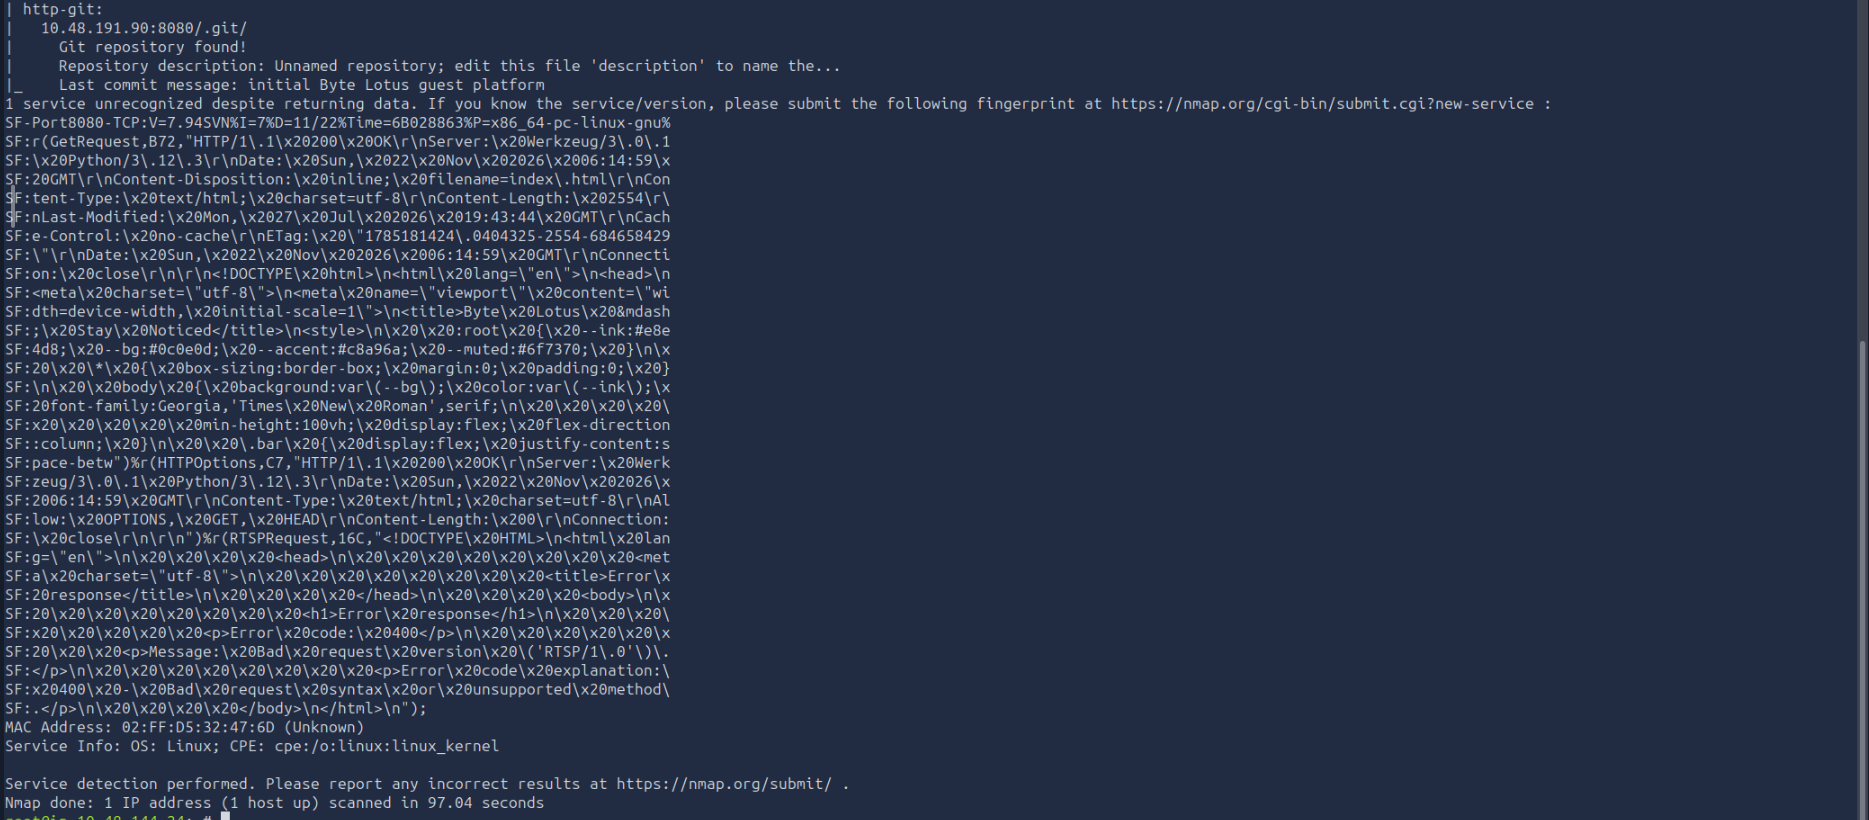 | http-git:
|   10.48.191.90:8080/.git/
|     Git repository found!
|     Repository description: Unnamed repository; edit this file 'description' to name the...
|_    Last commit message: initial Byte Lotus guest platform
1 service unrecognized despite returning data. If you know the service/version, please submit the following fingerprint at https://nmap.org/cgi-bin/submit.cgi?new-service :
SF-Port8080-TCP:V=7.94SVN%I=7%D=11/22%Time=6B028863%P=x86_64-pc-linux-gnu%
SF:r(GetRequest,B72,"HTTP/1\.1\x20200\x20OK\r\nServer:\x20Werkzeug/3\.0\.1
SF:\x20Python/3\.12\.3\r\nDate:\x20Sun,\x2022\x20Nov\x202026\x2006:14:59\x
SF:20GMT\r\nContent-Disposition:\x20inline;\x20filename=index\.html\r\nCon
SF:tent-Type:\x20text/html;\x20charset=utf-8\r\nContent-Length:\x202554\r\
SF:nLast-Modified:\x20Mon,\x2027\x20Jul\x202026\x2019:43:44\x20GMT\r\nCach
SF:e-Control:\x20no-cache\r\nETag:\x20\"1785181424\.0404325-2554-684658429
SF:\"\r\nDate:\x20Sun,\x2022\x20Nov\x202026\x2006:14:59\x20GMT\r\nConnecti
SF:on:\x20close\r\n\r\n<!DOCTYPE\x20html>\n<html\x20lang=\"en\">\n<head>\n
SF:<meta\x20charset=\"utf-8\">\n<meta\x20name=\"viewport\"\x20content=\"wi
SF:dth=device-width,\x20initial-scale=1\">\n<title>Byte\x20Lotus\x20&mdash
SF:;\x20Stay\x20Noticed</title>\n<style>\n\x20\x20:root\x20{\x20--ink:#e8e
SF:4d8;\x20--bg:#0c0e0d;\x20--accent:#c8a96a;\x20--muted:#6f7370;\x20}\n\x
SF:20\x20\*\x20{\x20box-sizing:border-box;\x20margin:0;\x20padding:0;\x20}
SF:\n\x20\x20body\x20{\x20background:var\(--bg\);\x20color:var\(--ink\);\x
SF:20font-family:Georgia,'Times\x20New\x20Roman',serif;\n\x20\x20\x20\x20\
SF:x20\x20\x20\x20\x20min-height:100vh;\x20display:flex;\x20flex-direction
SF::column;\x20}\n\x20\x20\.bar\x20{\x20display:flex;\x20justify-content:s
SF:pace-betw")%r(HTTPOptions,C7,"HTTP/1\.1\x20200\x20OK\r\nServer:\x20Werk
SF:zeug/3\.0\.1\x20Python/3\.12\.3\r\nDate:\x20Sun,\x2022\x20Nov\x202026\x
SF:2006:14:59\x20GMT\r\nContent-Type:\x20text/html;\x20charset=utf-8\r\nAl
SF:low:\x20OPTIONS,\x20GET,\x20HEAD\r\nContent-Length:\x200\r\nConnection:
SF:\x20close\r\n\r\n")%r(RTSPRequest,16C,"<!DOCTYPE\x20HTML>\n<html\x20lan
SF:g=\"en\">\n\x20\x20\x20\x20<head>\n\x20\x20\x20\x20\x20\x20\x20\x20<met
SF:a\x20charset=\"utf-8\">\n\x20\x20\x20\x20\x20\x20\x20\x20<title>Error\x
SF:20response</title>\n\x20\x20\x20\x20</head>\n\x20\x20\x20\x20<body>\n\x
SF:20\x20\x20\x20\x20\x20\x20\x20<h1>Error\x20response</h1>\n\x20\x20\x20\
SF:x20\x20\x20\x20\x20<p>Error\x20code:\x20400</p>\n\x20\x20\x20\x20\x20\x
SF:20\x20\x20<p>Message:\x20Bad\x20request\x20version\x20\('RTSP/1\.0'\)\.
SF:</p>\n\x20\x20\x20\x20\x20\x20\x20\x20<p>Error\x20code\x20explanation:\
SF:x20400\x20-\x20Bad\x20request\x20syntax\x20or\x20unsupported\x20method\
SF:.</p>\n\x20\x20\x20\x20</body>\n</html>\n");
MAC Address: 02:FF:D5:32:47:6D (Unknown)
Service Info: OS: Linux; CPE: cpe:/o:linux:linux_kernel

Service detection performed. Please report any incorrect results at https://nmap.org/submit/ .
Nmap done: 1 IP address (1 host up) scanned in 97.04 seconds